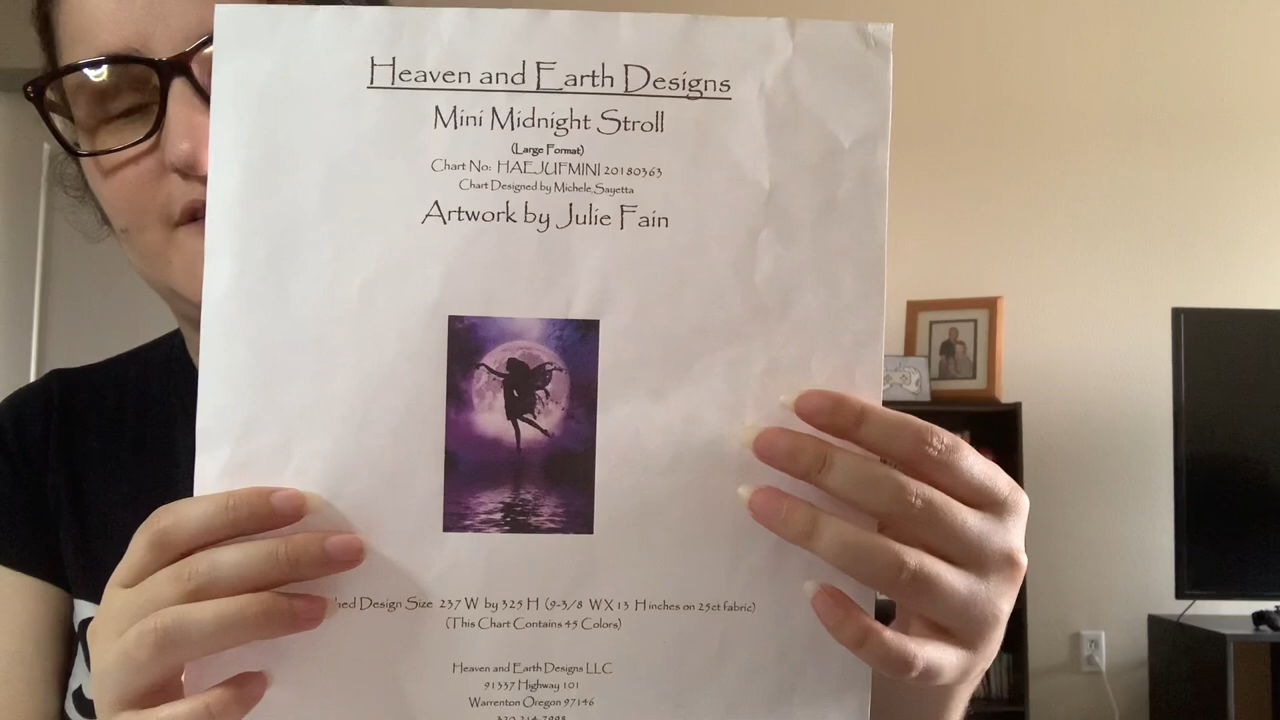 Heaven and Earth Designs
Mini Midnight Stroll
(Large Format)
Chart No: HAEJUFMINI 20180363
Chart Designed by Michele Sayetta
Artwork by Julie Fain
Design Size 237 W by 325 H (9-3/8 W X 13 H inches on 25ct fabric)
(This Chart Contains 45 Colors)
Heaven and Earth Designs LLC
91337 Highway 101
Warrenton Oregon 97146